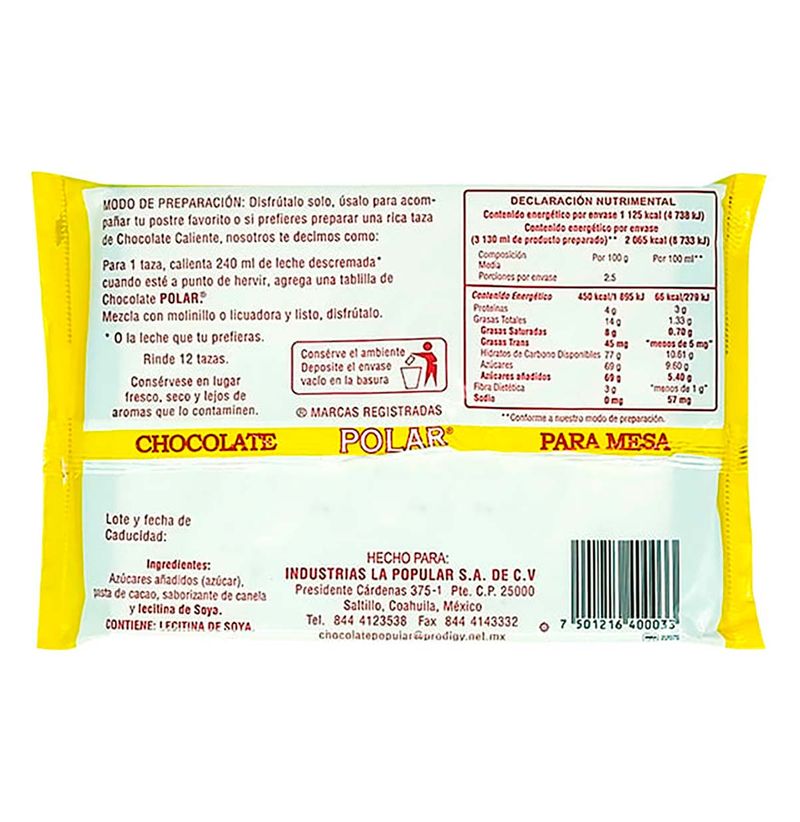 MODO DE PREPARACIÓN: Disfrútalo solo, úsalo para acom-
pañar tu postre favorito o si prefieres preparar una rica taza
de Chocolate Caliente, nosotros te decimos como:
Para 1 taza, calienta 240 ml de leche descremada*
cuando esté a punto de hervir, agrega una tablilla de
Chocolate POLAR®
Mezcla con molinillo o licuadora y listo, disfrútalo.
* O la leche que tu prefieras.
Rinde 12 tazas.
Consérvese en lugar
fresco, seco y lejos de
aromas que lo contaminen.
Consérve el ambiente
Deposite el envase
vacío en la basura
® MARCAS REGISTRADAS
DECLARACIÓN NUTRIMENTAL
Contenido energético por envase 1 125 kcal (4 738 kJ)
Contenido energético por envase
(3 130 ml de producto preparado)** 2 065 kcal (8 733 kJ)
Composición Media Por 100 g Por 100 ml**
Porciones por envase 2.5
Contenido Energético 450 kcal/1 895 kJ 65 kcal/279 kJ
Proteínas 4 g 3 g
Grasas Totales 14 g 1.33 g
Grasas Saturadas 8 g 0.70 g
Grasas Trans 45 mg "menos de 5 mg"
Hidratos de Carbono Disponibles 77 g 10.61 g
Azúcares 69 g 9.60 g
Azúcares añadidos 69 g 5.40 g
Fibra Dietética 3 g "menos de 1 g"
Sodio 0 mg 57 mg
**Conforme a nuestro modo de preparación.
CHOCOLATE POLAR® PARA MESA
Lote y fecha de
Caducidad:
Ingredientes:
Azúcares añadidos (azúcar),
pasta de cacao, saborizante de canela
y lecitina de Soya.
CONTIENE: LECITINA DE SOYA.
HECHO PARA:
INDUSTRIAS LA POPULAR S.A. DE C.V
Presidente Cárdenas 375-1 Pte. C.P. 25000
Saltillo, Coahuila, México
Tel. 844 4123538 Fax 844 4143332
chocolatepopular@prodigy.net.mx
7 501216 400035